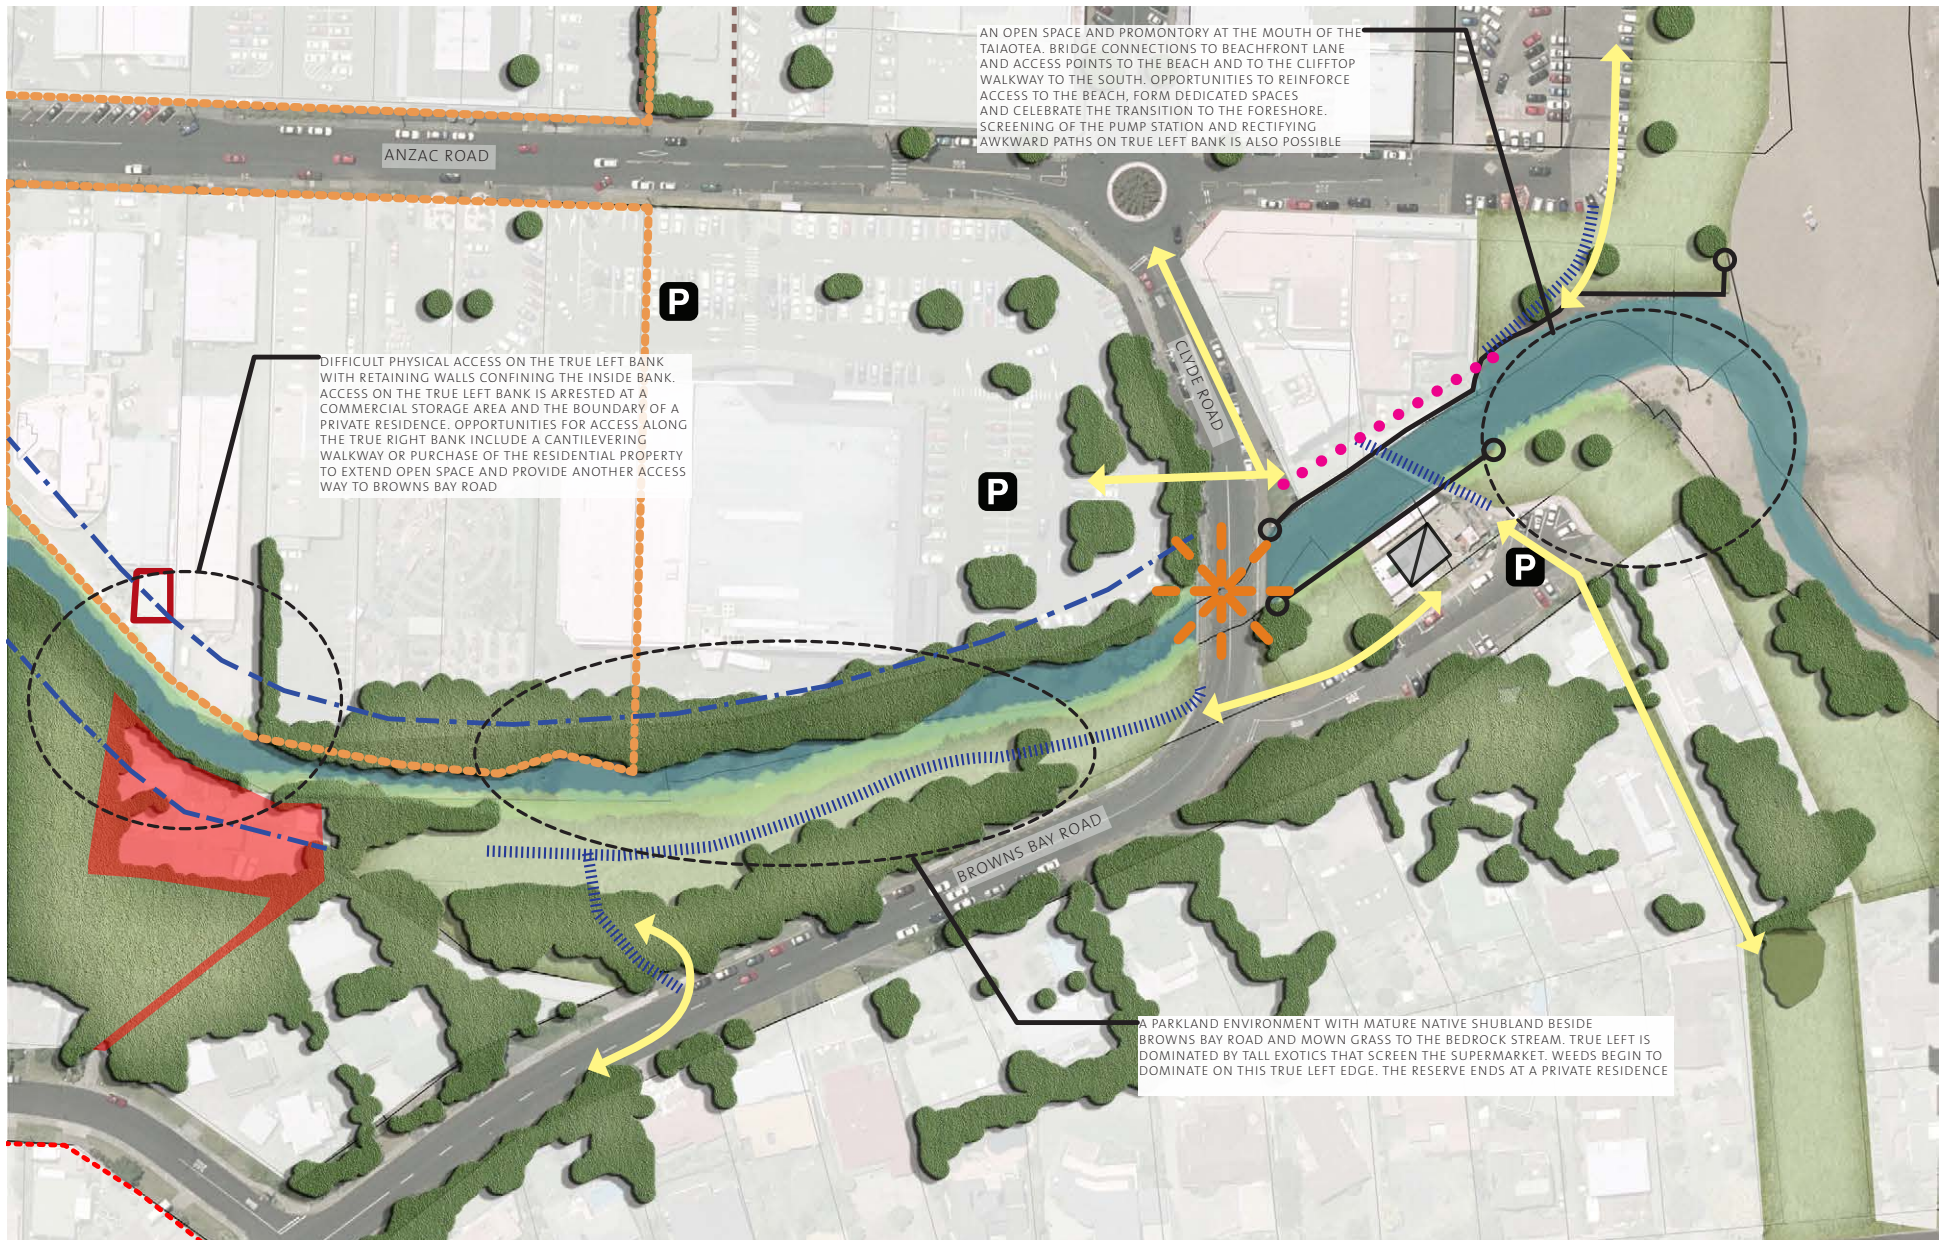 AN OPEN SPACE AND PROMONTORY AT THE MOUTH OF THE
TAIAOTEA. BRIDGE CONNECTIONS TO BEACHFRONT LANE
AND ACCESS POINTS TO THE BEACH AND TO THE CLIFFTOP
WALKWAY TO THE SOUTH. OPPORTUNITIES TO REINFORCE
ACCESS TO THE BEACH, FORM DEDICATED SPACES
AND CELEBRATE THE TRANSITION TO THE FORESHORE.
SCREENING OF THE PUMP STATION AND RECTIFYING
AWKWARD PATHS ON TRUE LEFT BANK IS ALSO POSSIBLE
ANZAC ROAD
P
DIFFICULT PHYSICAL ACCESS ON THE TRUE LEFT BANK
WITH RETAINING WALLS CONFINING THE INSIDE BANK.
ACCESS ON THE TRUE LEFT BANK IS ARRESTED AT A
COMMERCIAL STORAGE AREA AND THE BOUNDARY OF A
PRIVATE RESIDENCE. OPPORTUNITIES FOR ACCESS ALONG
THE TRUE RIGHT BANK INCLUDE A CANTILEVERING
WALKWAY OR PURCHASE OF THE RESIDENTIAL PROPERTY
TO EXTEND OPEN SPACE AND PROVIDE ANOTHER ACCESS
WAY TO BROWNS BAY ROAD
CLYDE ROAD
P
P
BROWNS BAY ROAD
A PARKLAND ENVIRONMENT WITH MATURE NATIVE SHUBLAND BESIDE
BROWNS BAY ROAD AND MOWN GRASS TO THE BEDROCK STREAM. TRUE LEFT IS
DOMINATED BY TALL EXOTICS THAT SCREEN THE SUPERMARKET. WEEDS BEGIN TO
DOMINATE ON THIS TRUE LEFT EDGE. THE RESERVE ENDS AT A PRIVATE RESIDENCE